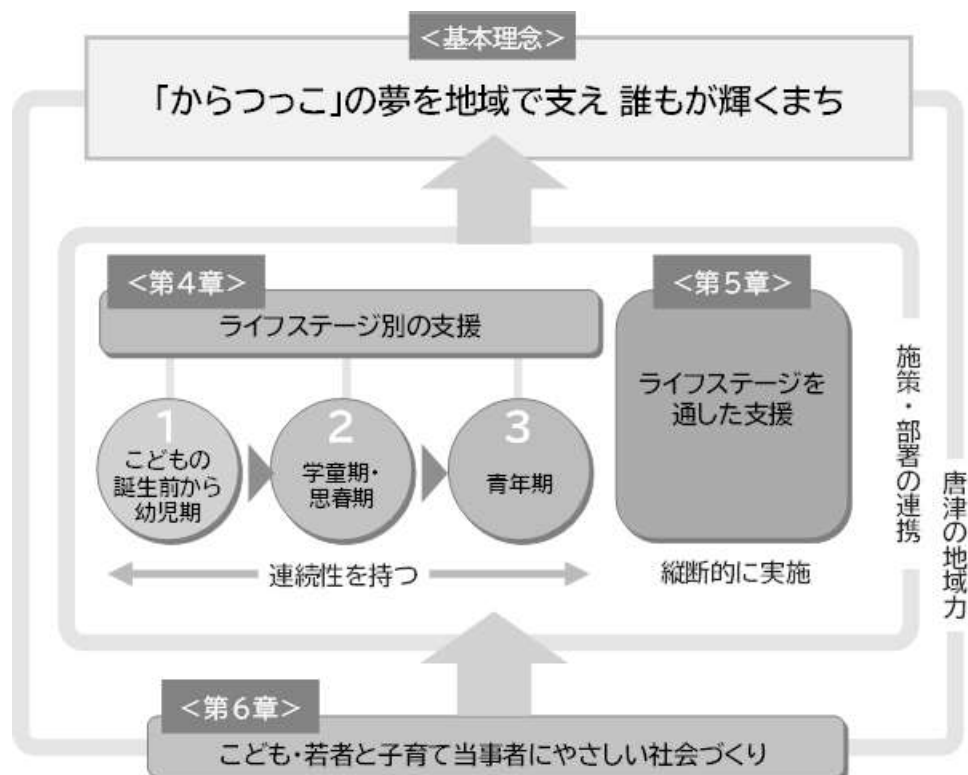 <基本理念>
「からつっこ」の夢を地域で支え 誰もが輝くまち
<第4章>
ライフステージ別の支援
1
こどもの
誕生前から
幼児期
2
学童期・
思春期
3
青年期
連続性を持つ
<第5章>
ライフステージを
通した支援
縦断的に実施
施策・部署の連携
唐津の地域力
<第6章>
こども・若者と子育て当事者にやさしい社会づくり